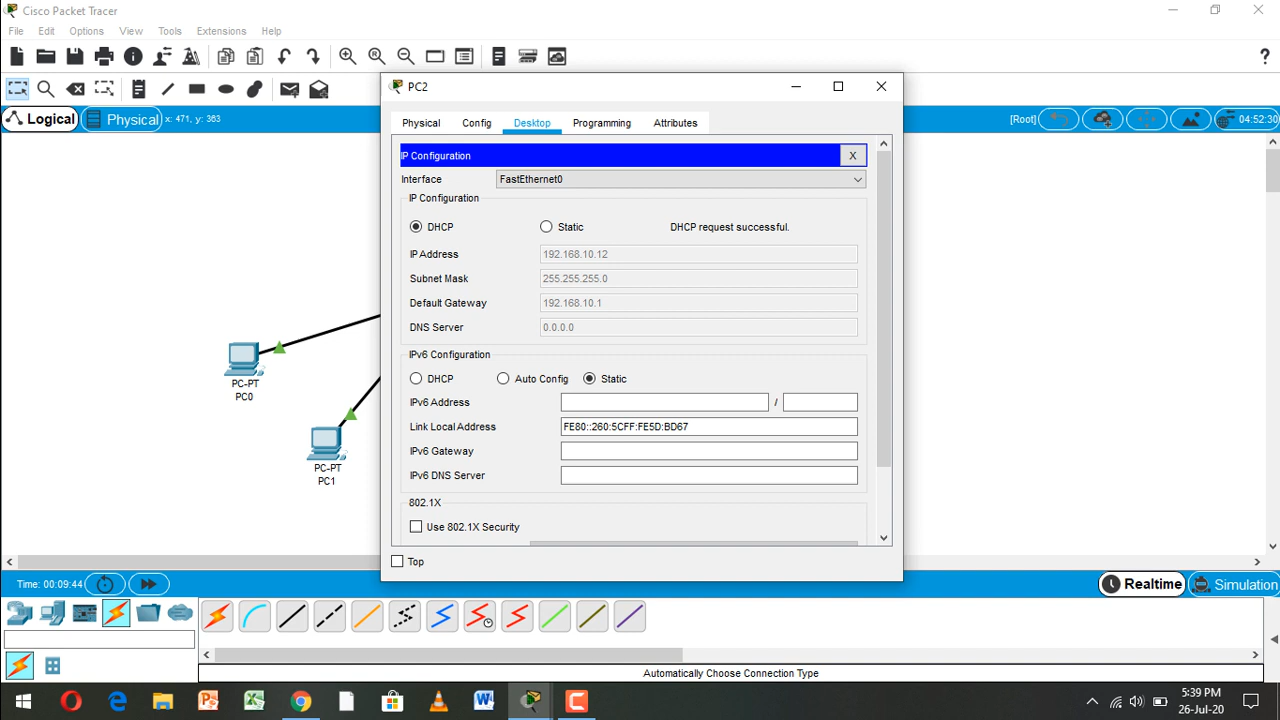 Cisco Packet Tracer
File Edit Options View Tools Extensions Help
?
Logical Physical x: 471, y: 363 [Root] 04:52:30
PC2
Physical Config Desktop Programming Attributes
IP Configuration X
Interface FastEthernet0
IP Configuration
DHCP Static DHCP request successful.
IP Address 192.168.10.12
Subnet Mask 255.255.255.0
Default Gateway 192.168.10.1
DNS Server 0.0.0.0
IPv6 Configuration
DHCP Auto Config Static
IPv6 Address /
Link Local Address FE80::260:5CFF:FE5D:BD67
IPv6 Gateway
IPv6 DNS Server
802.1X
Use 802.1X Security
Top
PC-PT
PC0
PC-PT
PC1
Time: 00:09:44 Realtime Simulation
Automatically Choose Connection Type
5:39 PM
26-Jul-20